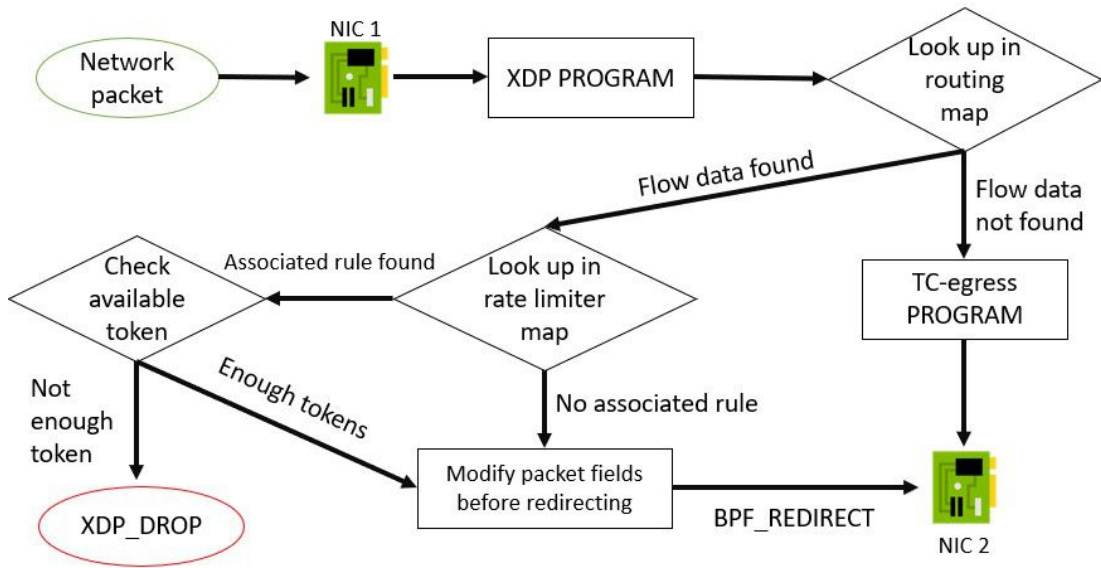 NIC 1
Network
packet
XDP PROGRAM
Look up in
routing
map
Flow data found
Flow data
not found
Check
available
token
Associated rule found
Look up in
rate limiter
map
TC-egress
PROGRAM
Not
enough
token
Enough tokens
No associated rule
Modify packet fields
before redirecting
BPF_REDIRECT
XDP_DROP
NIC 2